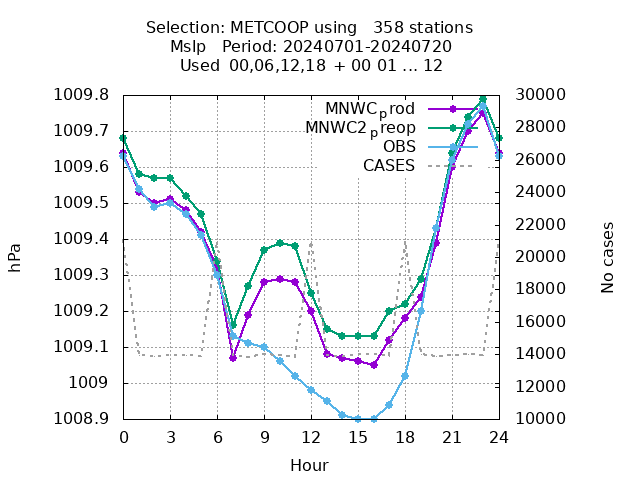 Selection: METCOOP using   358 stations
Mslp   Period: 20240701-20240720
Used  00,06,12,18 + 00 01 ... 12
1009.8
1009.7
1009.6
1009.5
1009.4
1009.3
1009.2
1009.1
1009
1008.9
hPa
MNWCprod
MNWC2preop
OBS
CASES
30000
28000
26000
24000
22000
20000
18000
16000
14000
12000
10000
No cases
0 3 6 9 12 15 18 21 24
Hour